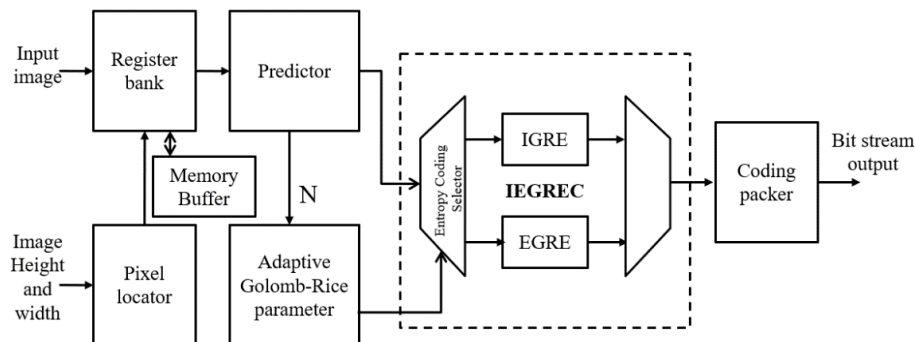 Input
image
Register
bank
Predictor
Memory
Buffer
N
Image
Height
and
width
Pixel
locator
Adaptive
Golomb-Rice
parameter
Entropy Coding
Selector
IGRE
IEGREC
EGRE
Coding
packer
Bit stream
output